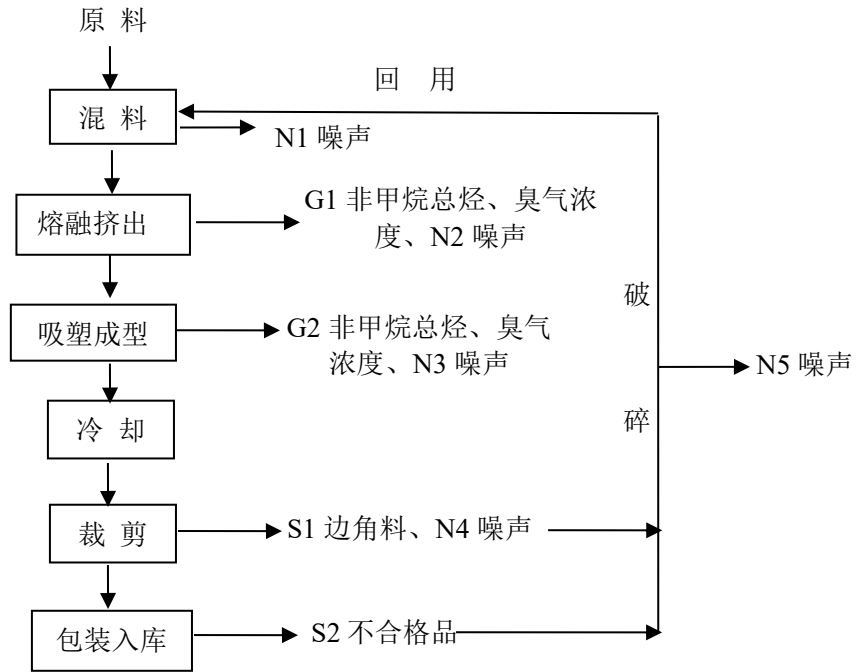 原 料
回 用
混 料
N1 噪声
熔融挤出
G1 非甲烷总烃、臭气浓
度、N2 噪声
破
吸塑成型
G2 非甲烷总烃、臭气
浓度、N3 噪声
N5 噪声
冷 却
碎
裁 剪
S1 边角料、N4 噪声
包装入库
S2 不合格品